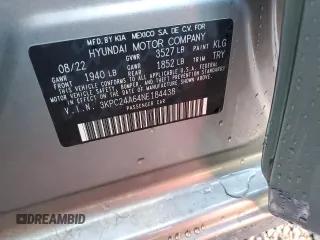 MFD. BY KIA MEXICO S.A. DE C.V. FOR
HYUNDAI MOTOR COMPANY
08/22 GVWR 3527 LB PAINT KLG
GAWR FRONT 1940 LB GAWR REAR 1852 LB TRIM TRY
THIS VEHICLE CONFORMS TO ALL APPLICABLE
FEDERAL MOTOR VEHICLE SAFETY, BUMPER,
AND THEFT PREVENTION STANDARDS IN EFFECT ON
THE DATE OF MANUFACTURE SHOWN ABOVE.
V.I.N. 3KPC24A64NE184438
PASSENGER CAR
DREAMBID